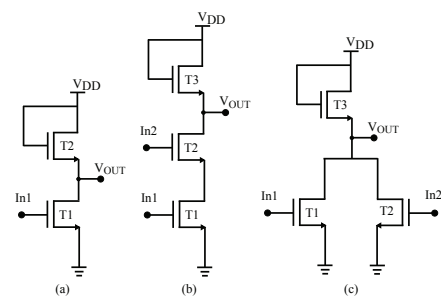 VDD
T2
VOUT
In1
T1
(a)
VDD
T3
VOUT
In2
T2
In1
T1
(b)
VDD
T3
VOUT
In1
T1
T2
In2
(c)